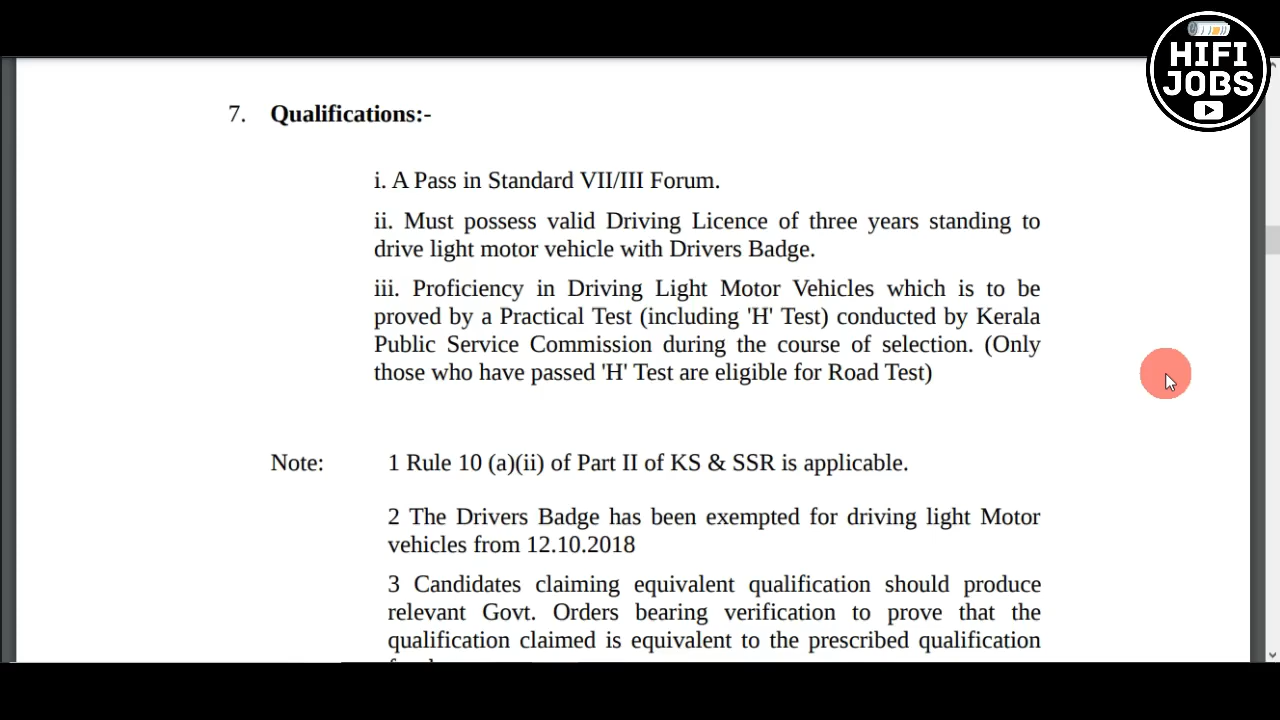 HIFI
JOBS
7. Qualifications:-
i. A Pass in Standard VII/III Forum.
ii. Must possess valid Driving Licence of three years standing to
drive light motor vehicle with Drivers Badge.
iii. Proficiency in Driving Light Motor Vehicles which is to be
proved by a Practical Test (including 'H' Test) conducted by Kerala
Public Service Commission during the course of selection. (Only
those who have passed 'H' Test are eligible for Road Test)
Note: 1 Rule 10 (a)(ii) of Part II of KS & SSR is applicable.
2 The Drivers Badge has been exempted for driving light Motor
vehicles from 12.10.2018
3 Candidates claiming equivalent qualification should produce
relevant Govt. Orders bearing verification to prove that the
qualification claimed is equivalent to the prescribed qualification